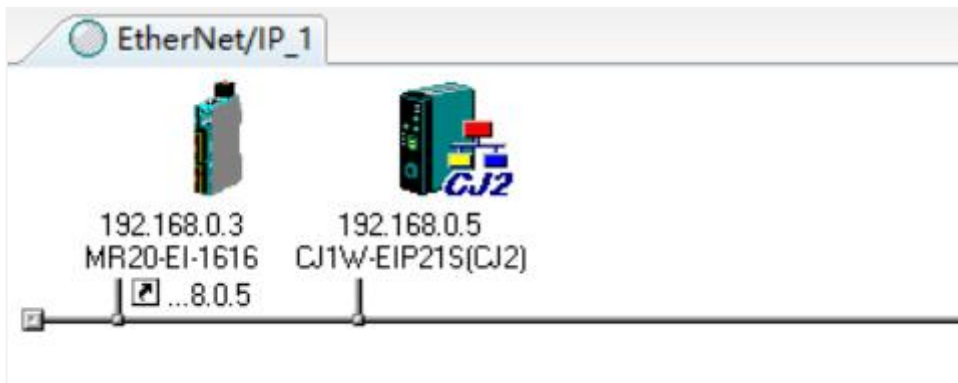 EtherNet/IP_1
CJ2
192.168.0.3
192.168.0.5
MR20-EI-1616
CJ1W-EIP21S(CJ2)
...8.0.5